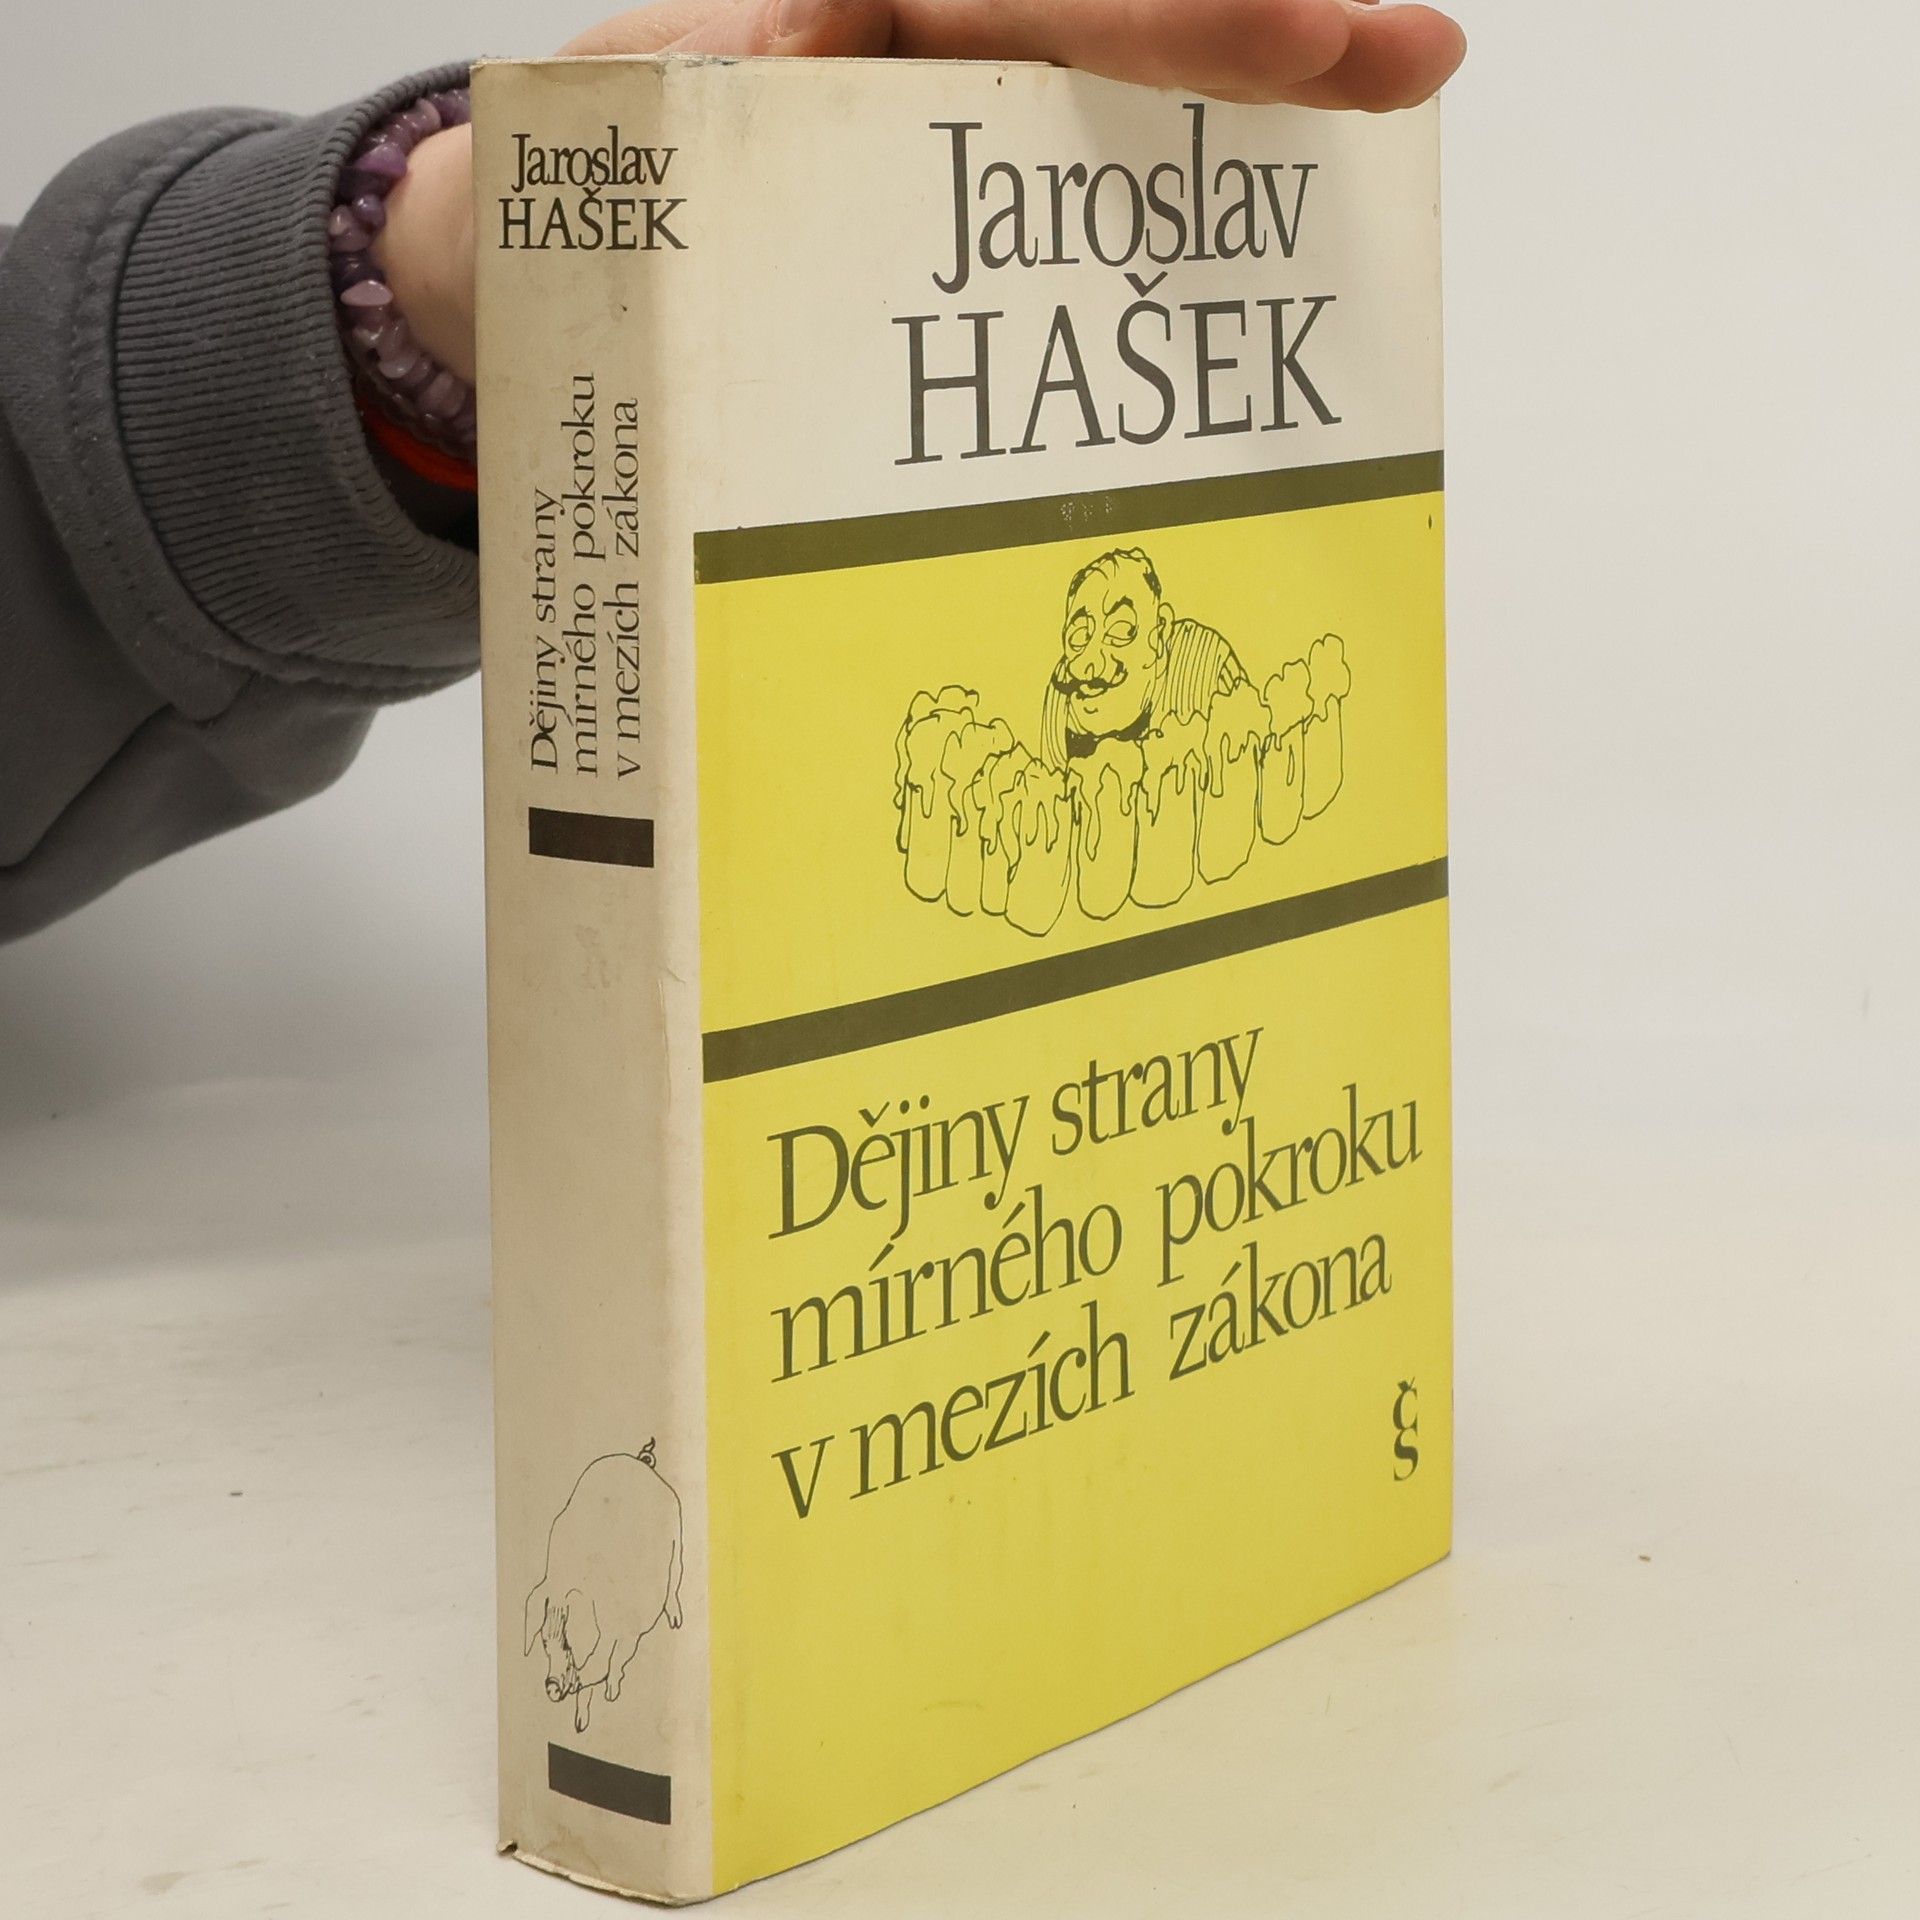 Jaroslav
HAŠEK
Dějiny strany
mírného pokroku
v mezích zákona
Jaroslav
HAŠEK
Dějiny strany
mírného pokroku
v mezích zákona
Č
S